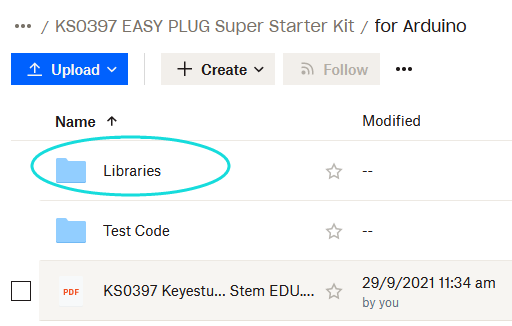 ••• / KS0397 EASY PLUG Super Starter Kit / for Arduino
Upload Create Follow •••
Name Modified
Libraries --
Test Code --
PDF KS0397 Keyestu... Stem EDU.... 29/9/2021 11:34 am
by you